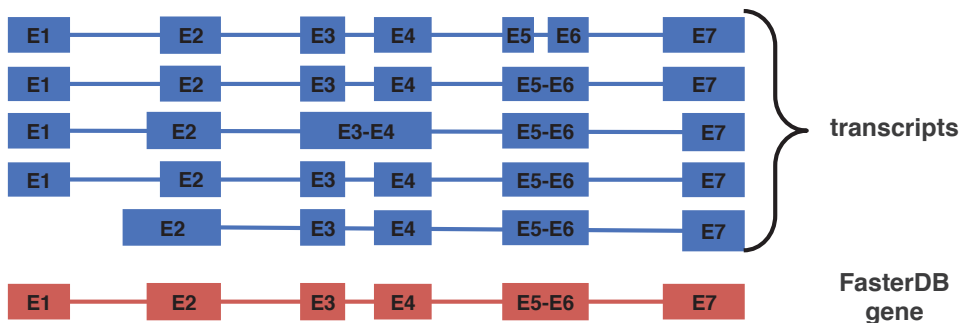 E1 E2 E3 E4 E5 E6 E7
E1 E2 E3 E4 E5-E6 E7
E1 E2 E3-E4 E5-E6 E7
transcripts
E1 E2 E3 E4 E5-E6 E7
E2 E3 E4 E5-E6 E7
E1 E2 E3 E4 E5-E6 E7
FasterDB
gene